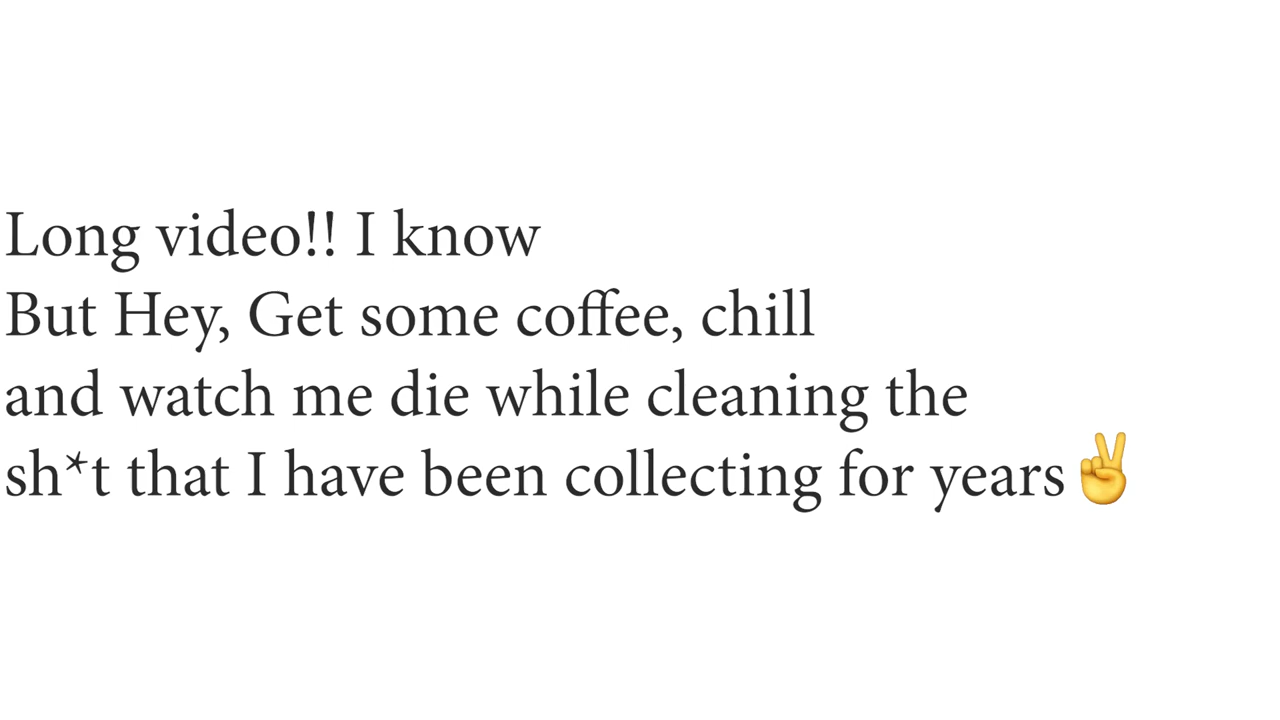 Long video!! I know
But Hey, Get some coffee, chill
and watch me die while cleaning the
sh*t that I have been collecting for years✌️